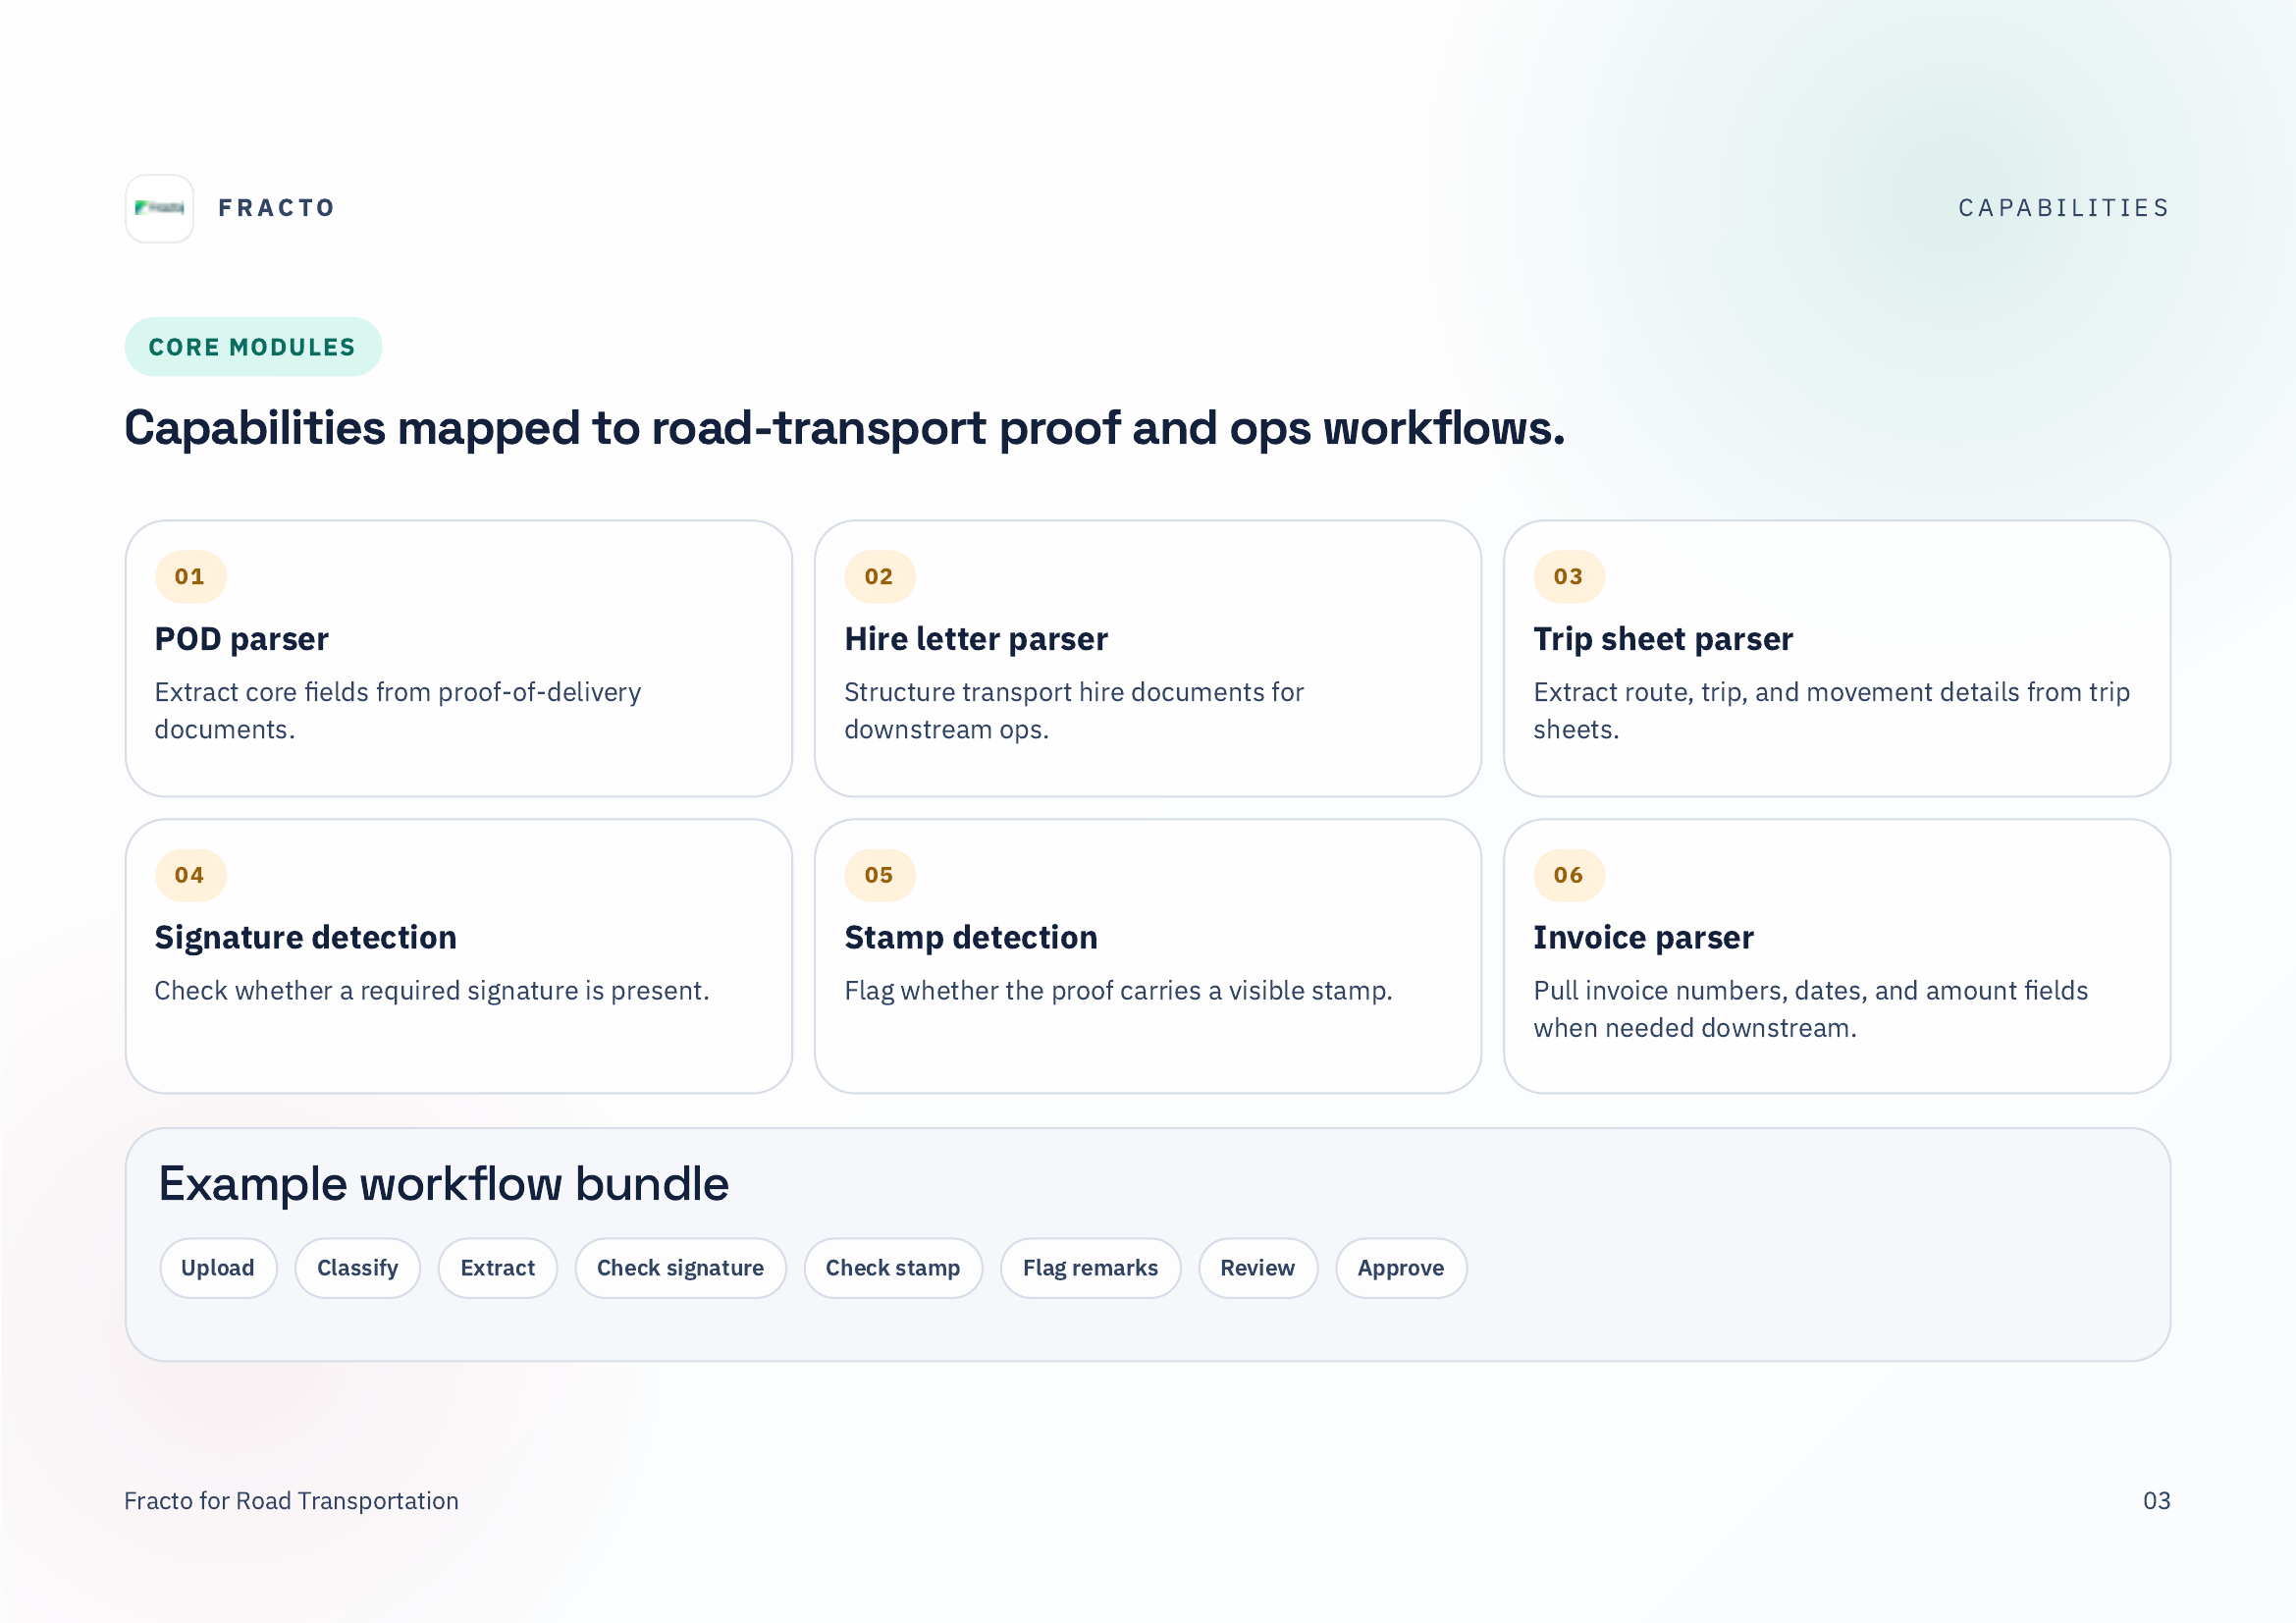 FRACTO
CAPABILITIES
CORE MODULES
Capabilities mapped to road-transport proof and ops workflows.
01
POD parser
Extract core fields from proof-of-delivery
documents.
02
Hire letter parser
Structure transport hire documents for
downstream ops.
03
Trip sheet parser
Extract route, trip, and movement details from trip
sheets.
04
Signature detection
Check whether a required signature is present.
05
Stamp detection
Flag whether the proof carries a visible stamp.
06
Invoice parser
Pull invoice numbers, dates, and amount fields
when needed downstream.
Example workflow bundle
Upload Classify Extract Check signature Check stamp Flag remarks Review Approve
Fracto for Road Transportation
03